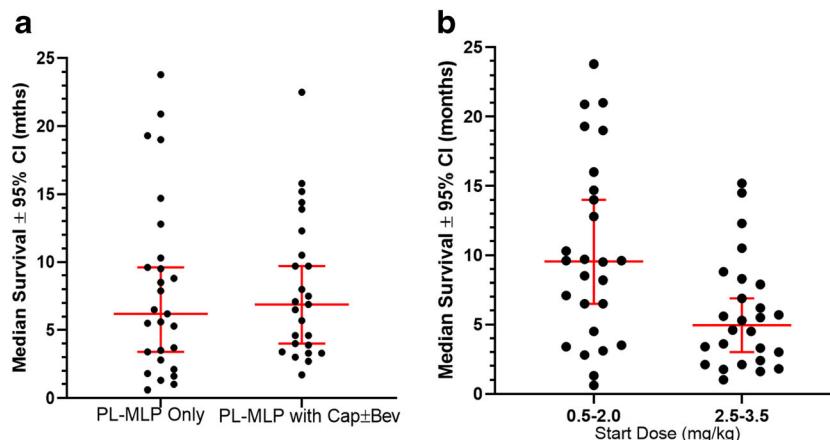 a
Median Survival ± 95% CI (mths)
25
20
15
10
5
0
PL-MLP Only
PL-MLP with Cap±Bev
b
Median Survival ± 95% CI (months)
25
20
15
10
5
0
0.5-2.0
2.5-3.5
Start Dose (mg/kg)